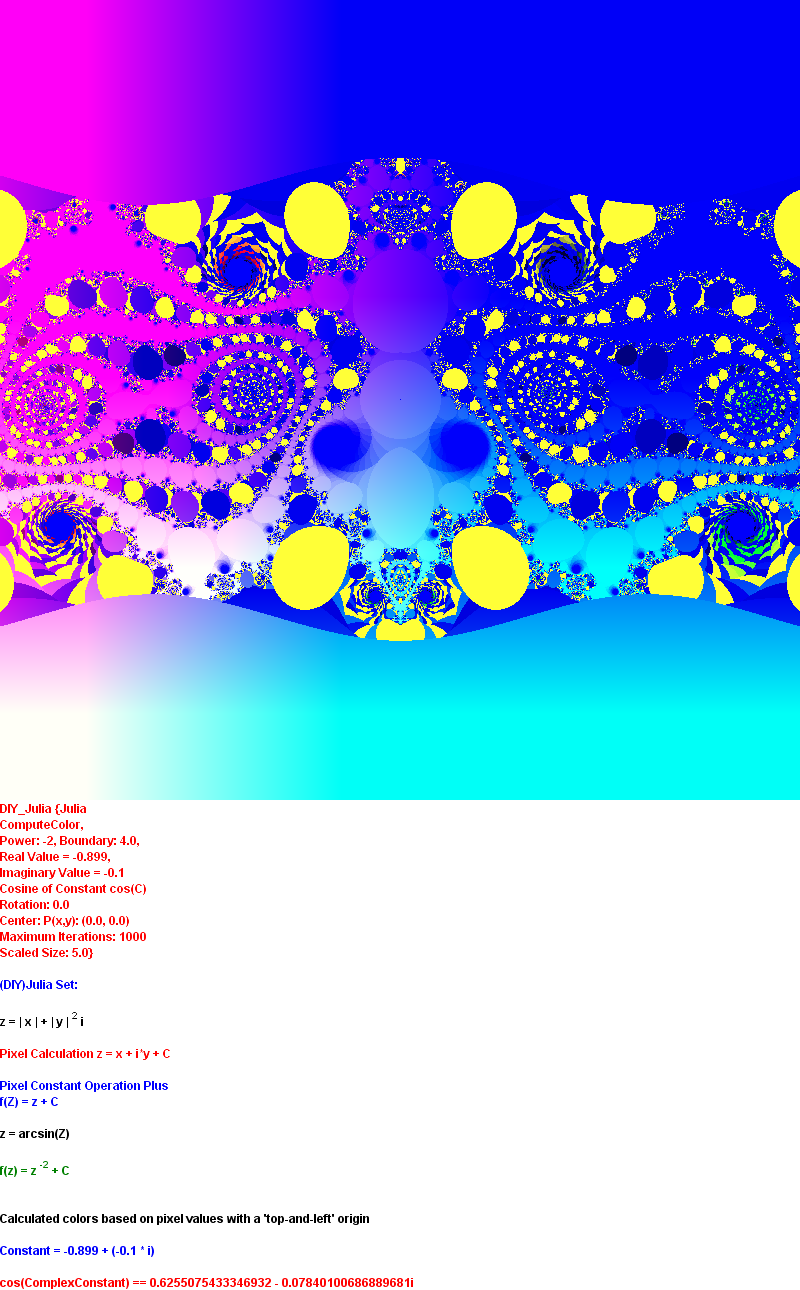 DIY_Julia {Julia
ComputeColor,
Power: -2, Boundary: 4.0,
Real Value = -0.899,
Imaginary Value = -0.1
Cosine of Constant cos(C)
Rotation: 0.0
Center: P(x,y): (0.0, 0.0)
Maximum Iterations: 1000
Scaled Size: 5.0}
(DIY)Julia Set:
z = | x | + | y | 2 i
Pixel Calculation z = x + i*y + C
Pixel Constant Operation Plus
f(Z) = z + C
z = arcsin(Z)
f(z) = z -2 + C
Calculated colors based on pixel values with a 'top-and-left' origin
Constant = -0.899 + (-0.1 * i)
cos(ComplexConstant) == 0.6255075433346932 - 0.07840100686889681i